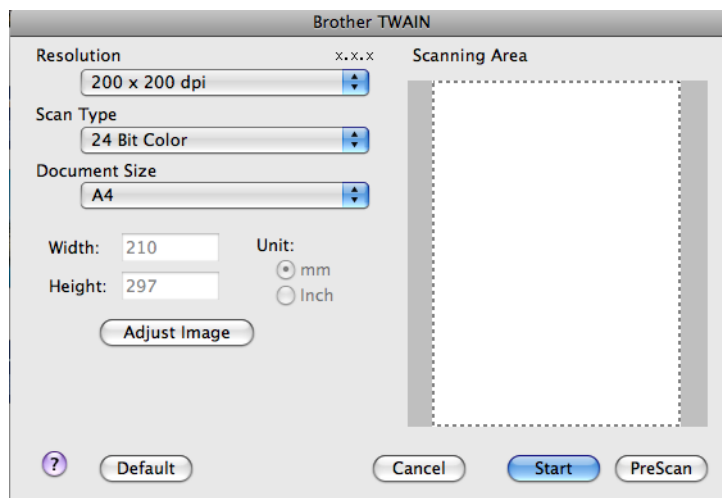 Brother TWAIN
Resolution x.x.x
200 x 200 dpi
Scan Type
24 Bit Color
Document Size
A4
Width: 210
Height: 297
Unit:
mm
Inch
Adjust Image
Scanning Area
? Default Cancel Start PreScan